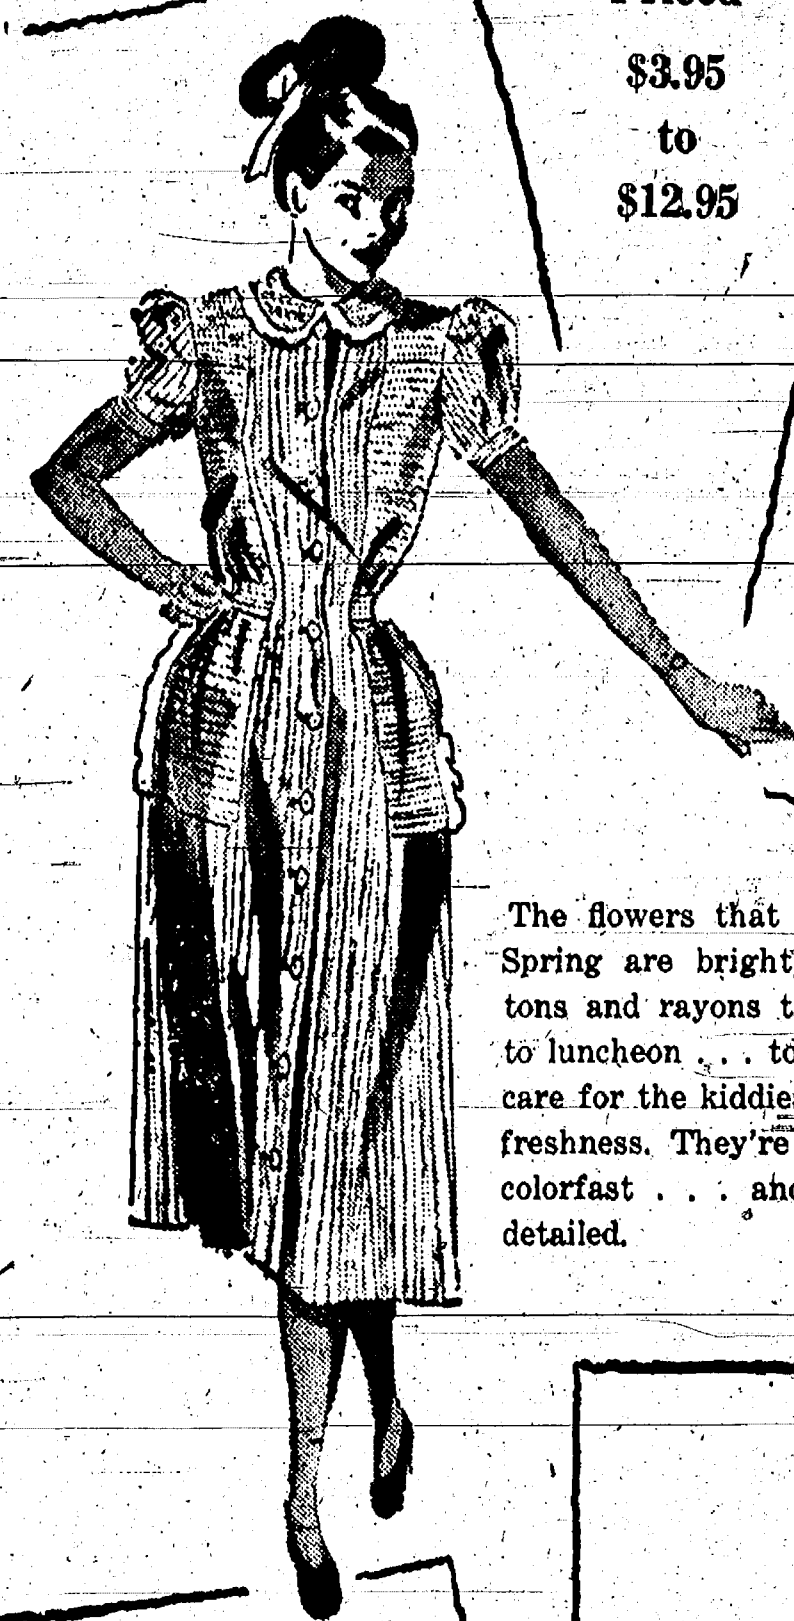 $3.95
to
$12.95
The flowers that
Spring are bright
tons and rayons t
to luncheon . . . to
care for the kiddies
freshness. They're
colorfast . . . and
detailed.